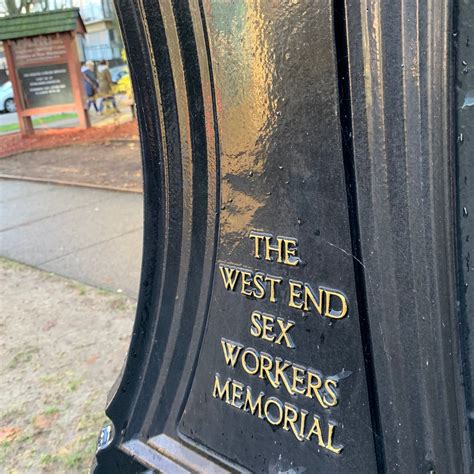 THE
WEST END
SEX
WORKERS
MEMORIAL